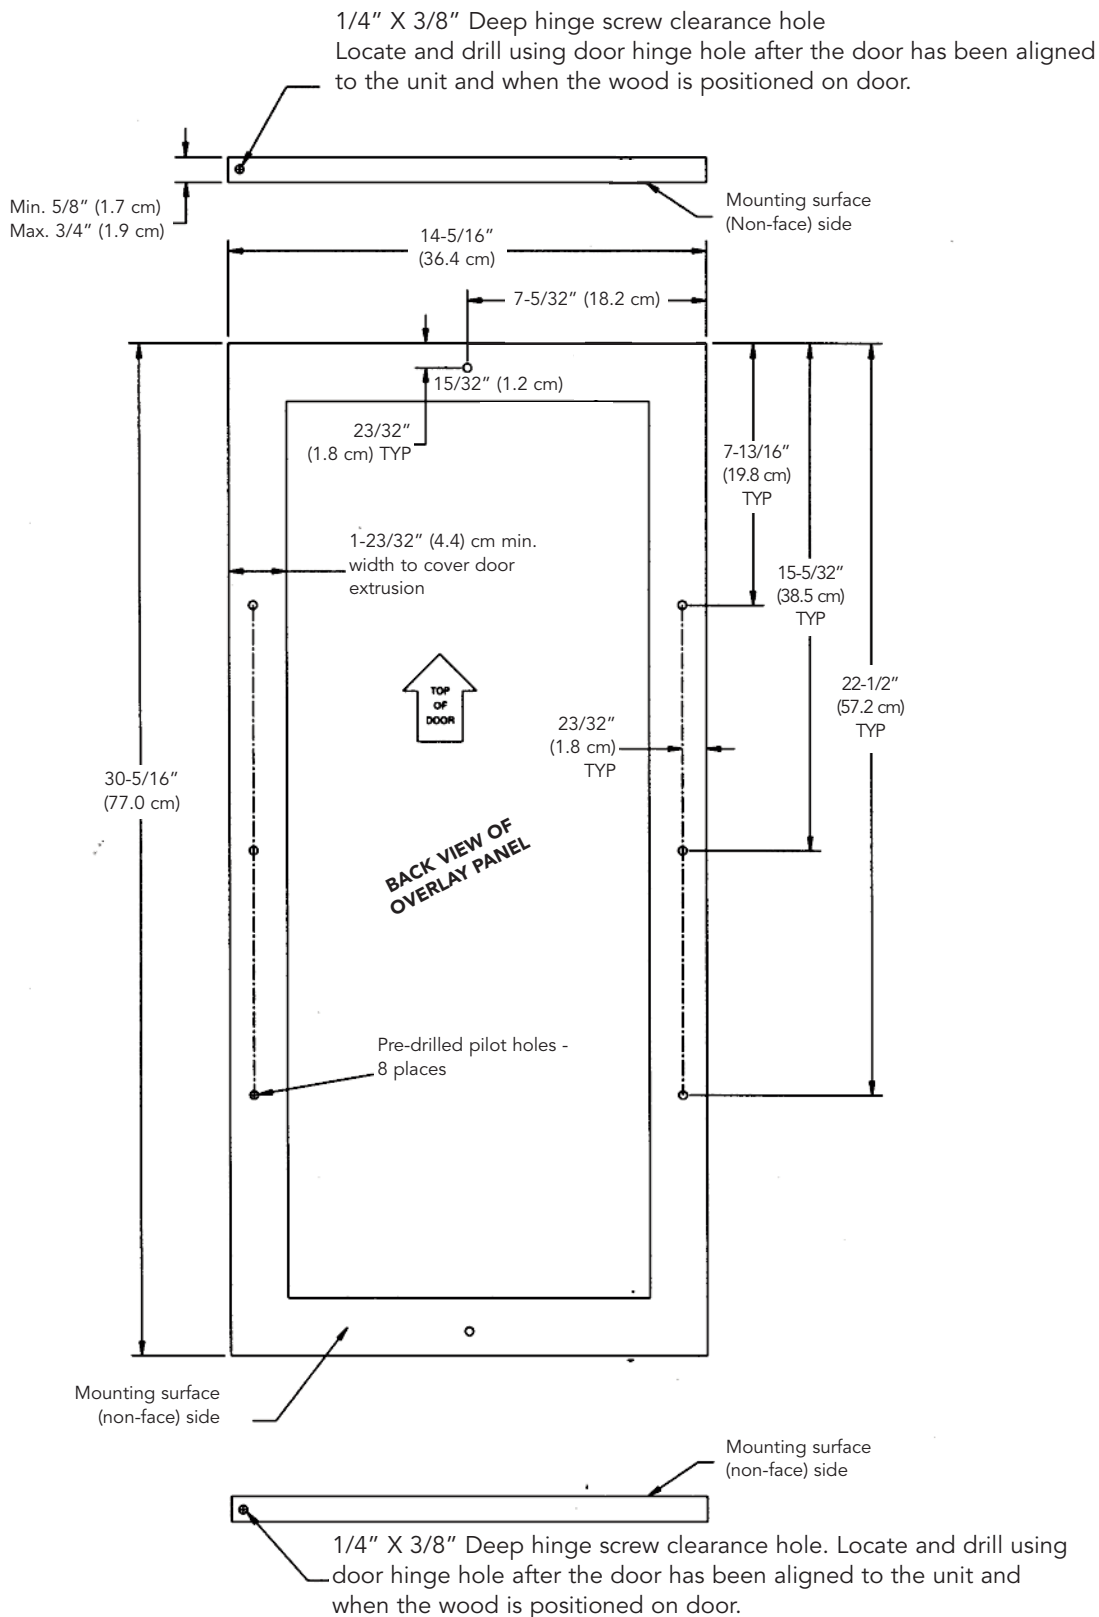 1/4” X 3/8” Deep hinge screw clearance hole
Locate and drill using door hinge hole after the door has been aligned
to the unit and when the wood is positioned on door.
Min. 5/8” (1.7 cm)
Max. 3/4” (1.9 cm)
Mounting surface
(Non-face) side
14-5/16”
(36.4 cm)
7-5/32” (18.2 cm)
15/32” (1.2 cm)
23/32”
(1.8 cm) TYP
7-13/16”
(19.8 cm)
TYP
1-23/32” (4.4) cm min.
width to cover door
extrusion
15-5/32”
(38.5 cm)
TYP
TOP
OF
DOOR
22-1/2”
(57.2 cm)
TYP
23/32”
(1.8 cm)
TYP
30-5/16”
(77.0 cm)
BACK VIEW OF
OVERLAY PANEL
Pre-drilled pilot holes -
8 places
Mounting surface
(non-face) side
Mounting surface
(non-face) side
1/4” X 3/8” Deep hinge screw clearance hole. Locate and drill using
door hinge hole after the door has been aligned to the unit and
when the wood is positioned on door.